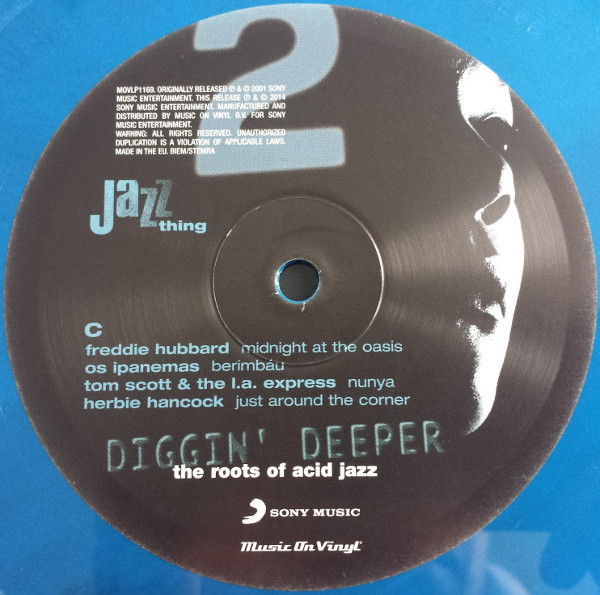 2
MOVLP1169. ORIGINALLY RELEASED ℗ & © 2001 SONY
MUSIC ENTERTAINMENT. THIS RELEASE ℗ & © 2014
SONY MUSIC ENTERTAINMENT. MANUFACTURED AND
DISTRIBUTED BY MUSIC ON VINYL B.V. FOR SONY
MUSIC ENTERTAINMENT.
WARNING: ALL RIGHTS RESERVED. UNAUTHORIZED
DUPLICATION IS A VIOLATION OF APPLICABLE LAWS.
MADE IN THE EU. BIEM/STEMRA
Jazz
thing
C
freddie hubbard midnight at the oasis
os ipanemas berimbáu
tom scott & the l.a. express nunya
herbie hancock just around the corner
DIGGIN' DEEPER
the roots of acid jazz
SONY MUSIC
Music On Vinyl